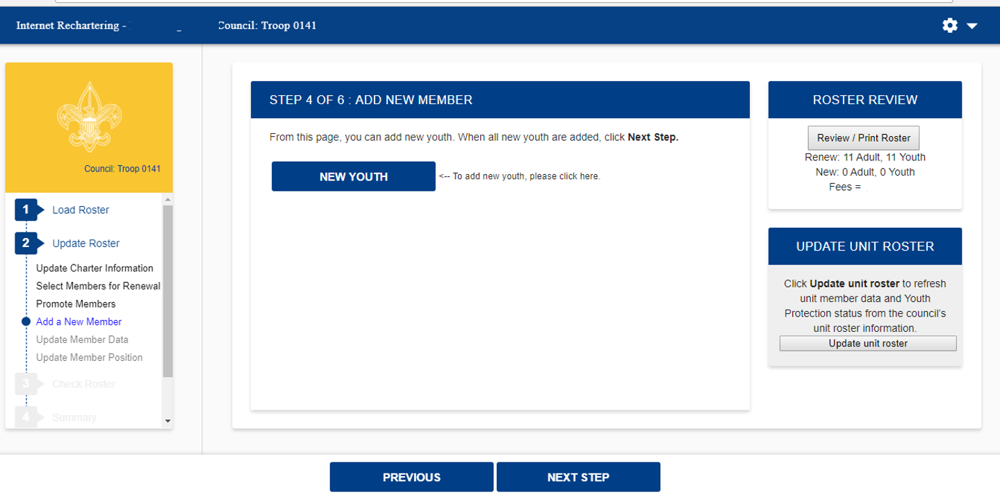 Internet Rechartering -
Council: Troop 0141
Council: Troop 0141
1 Load Roster
2 Update Roster
Update Charter Information
Select Members for Renewal
Promote Members
Add a New Member
Update Member Data
Update Member Position
3 Check Roster
4 Summary
STEP 4 OF 6 : ADD NEW MEMBER
From this page, you can add new youth. When all new youth are added, click Next Step.
NEW YOUTH <-- To add new youth, please click here.
ROSTER REVIEW
Review / Print Roster
Renew: 11 Adult, 11 Youth
New: 0 Adult, 0 Youth
Fees =
UPDATE UNIT ROSTER
Click Update unit roster to refresh
unit member data and Youth
Protection status from the council's
unit roster information.
Update unit roster
PREVIOUS NEXT STEP